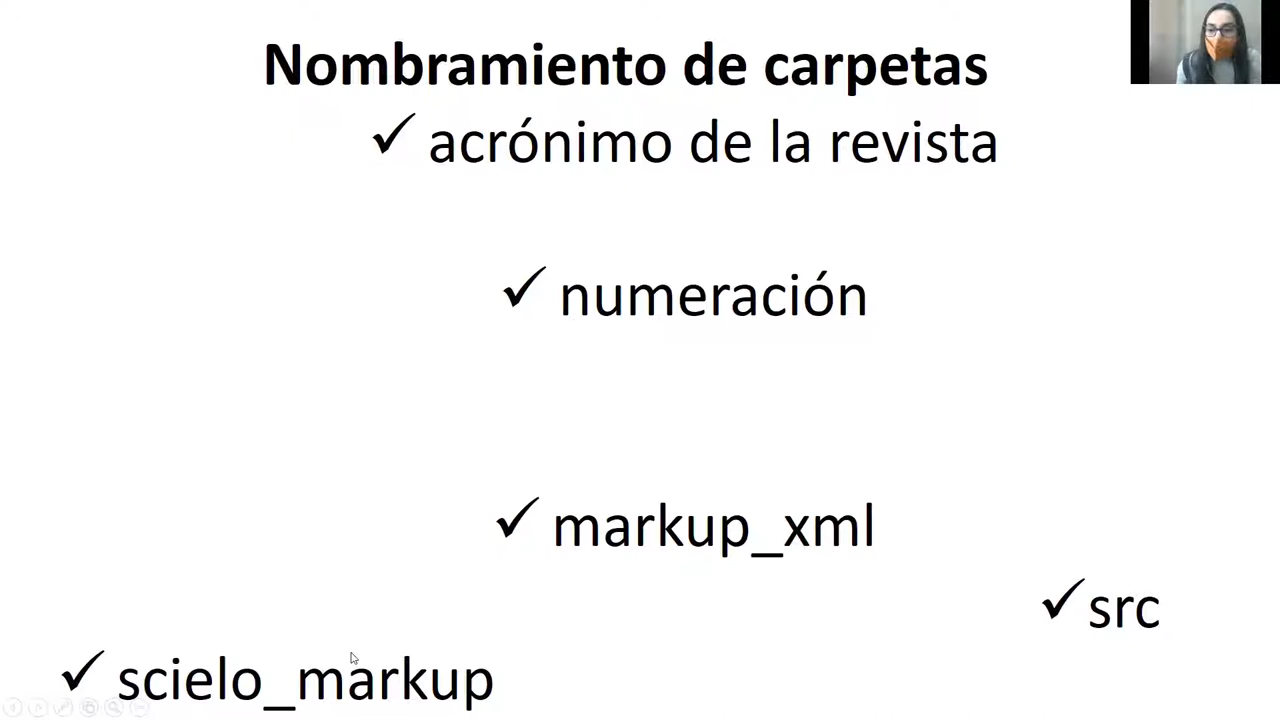 Nombramiento de carpetas
✓ acrónimo de la revista
✓ numeración
✓ markup_xml
✓ src
✓ scielo_markup